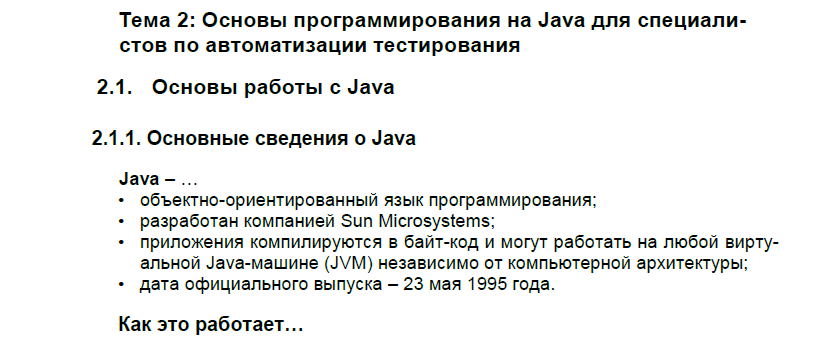 Тема 2: Основы программирования на Java для специали-
стов по автоматизации тестирования
2.1. Основы работы с Java
2.1.1. Основные сведения о Java
Java – …
• объектно-ориентированный язык программирования;
• разработан компанией Sun Microsystems;
• приложения компилируются в байт-код и могут работать на любой вирту-
альной Java-машине (JVM) независимо от компьютерной архитектуры;
• дата официального выпуска – 23 мая 1995 года.
Как это работает…